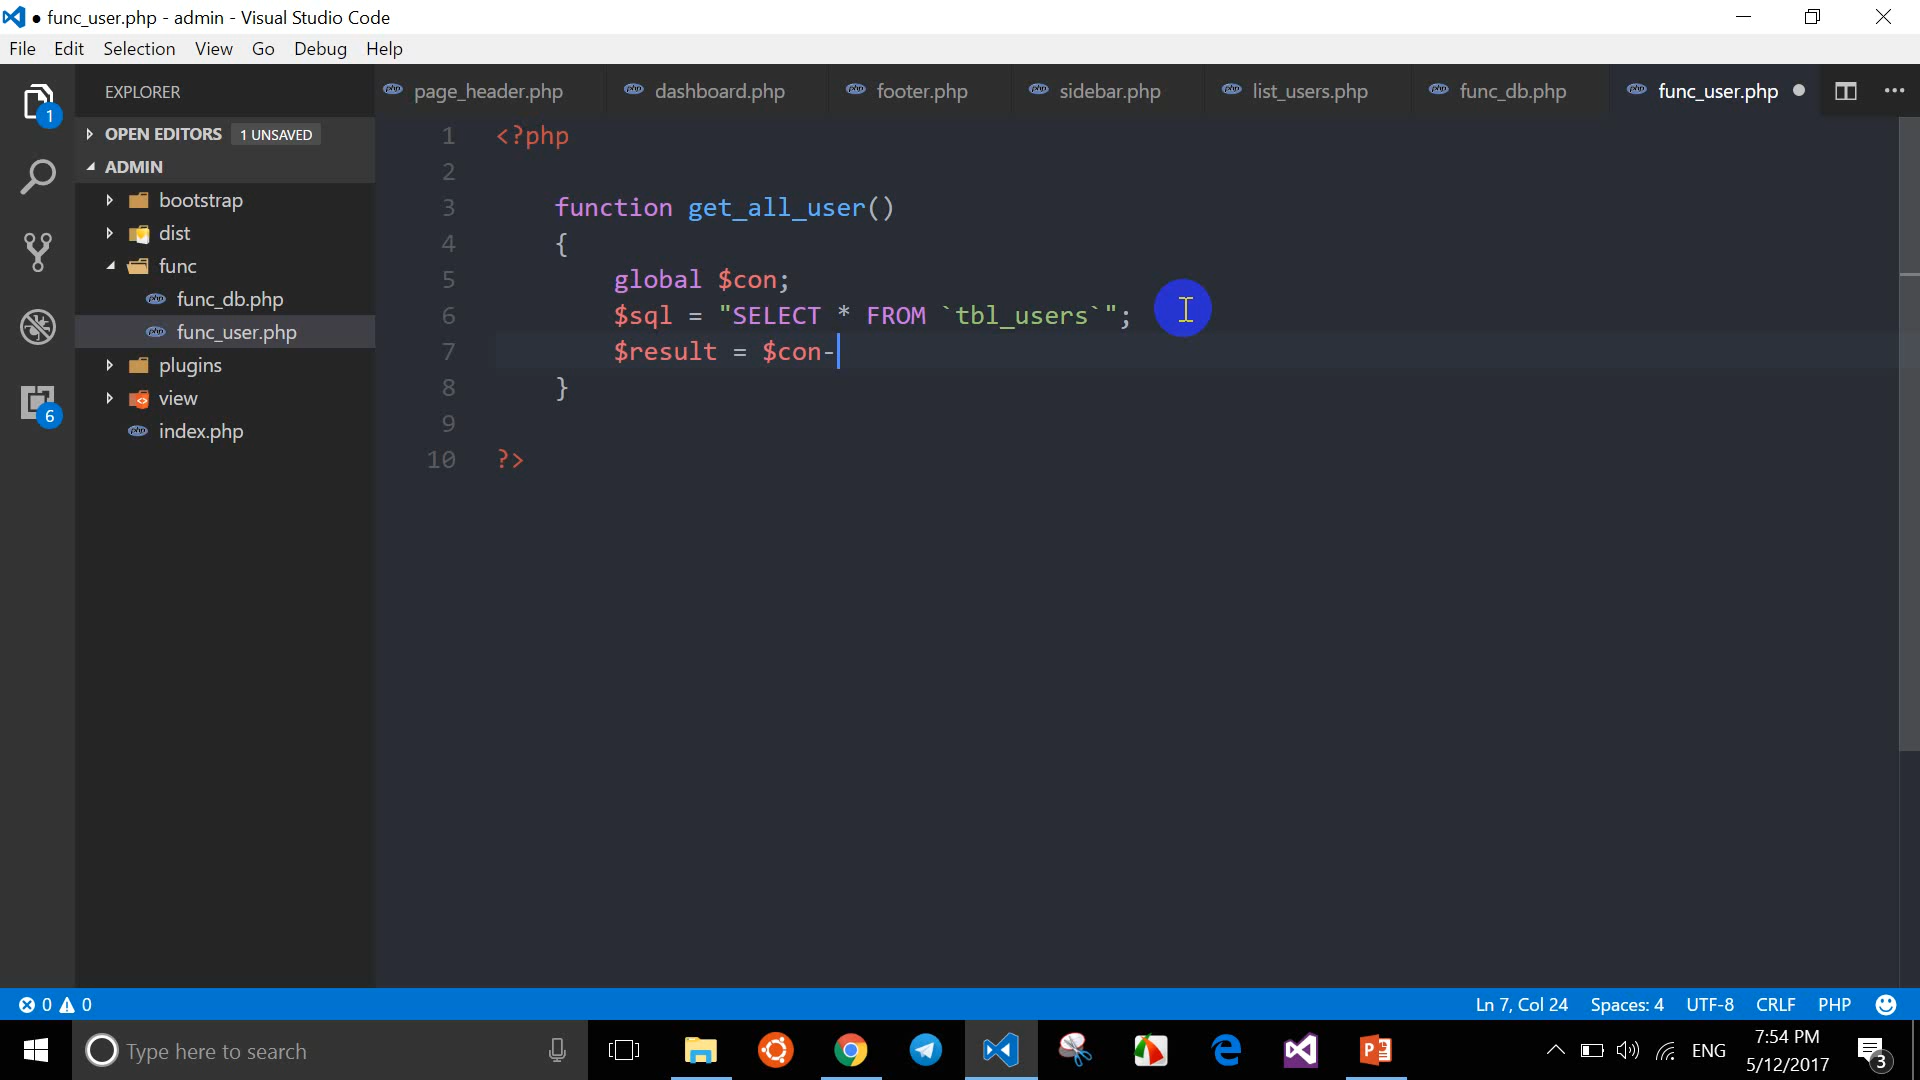 ● func_user.php - admin - Visual Studio Code
File Edit Selection View Go Debug Help
EXPLORER
OPEN EDITORS 1 UNSAVED
ADMIN
bootstrap
dist
func
func_db.php
func_user.php
plugins
view
index.php
1
6
page_header.php dashboard.php footer.php sidebar.php list_users.php func_db.php func_user.php
1 <?php
2
3 function get_all_user()
4 {
5 global $con;
6 $sql = "SELECT * FROM `tbl_users`";
7 $result = $con-
8 }
9
10 ?>
0 0 Ln 7, Col 24 Spaces: 4 UTF-8 CRLF PHP
Type here to search
ENG
7:54 PM
5/12/2017
3